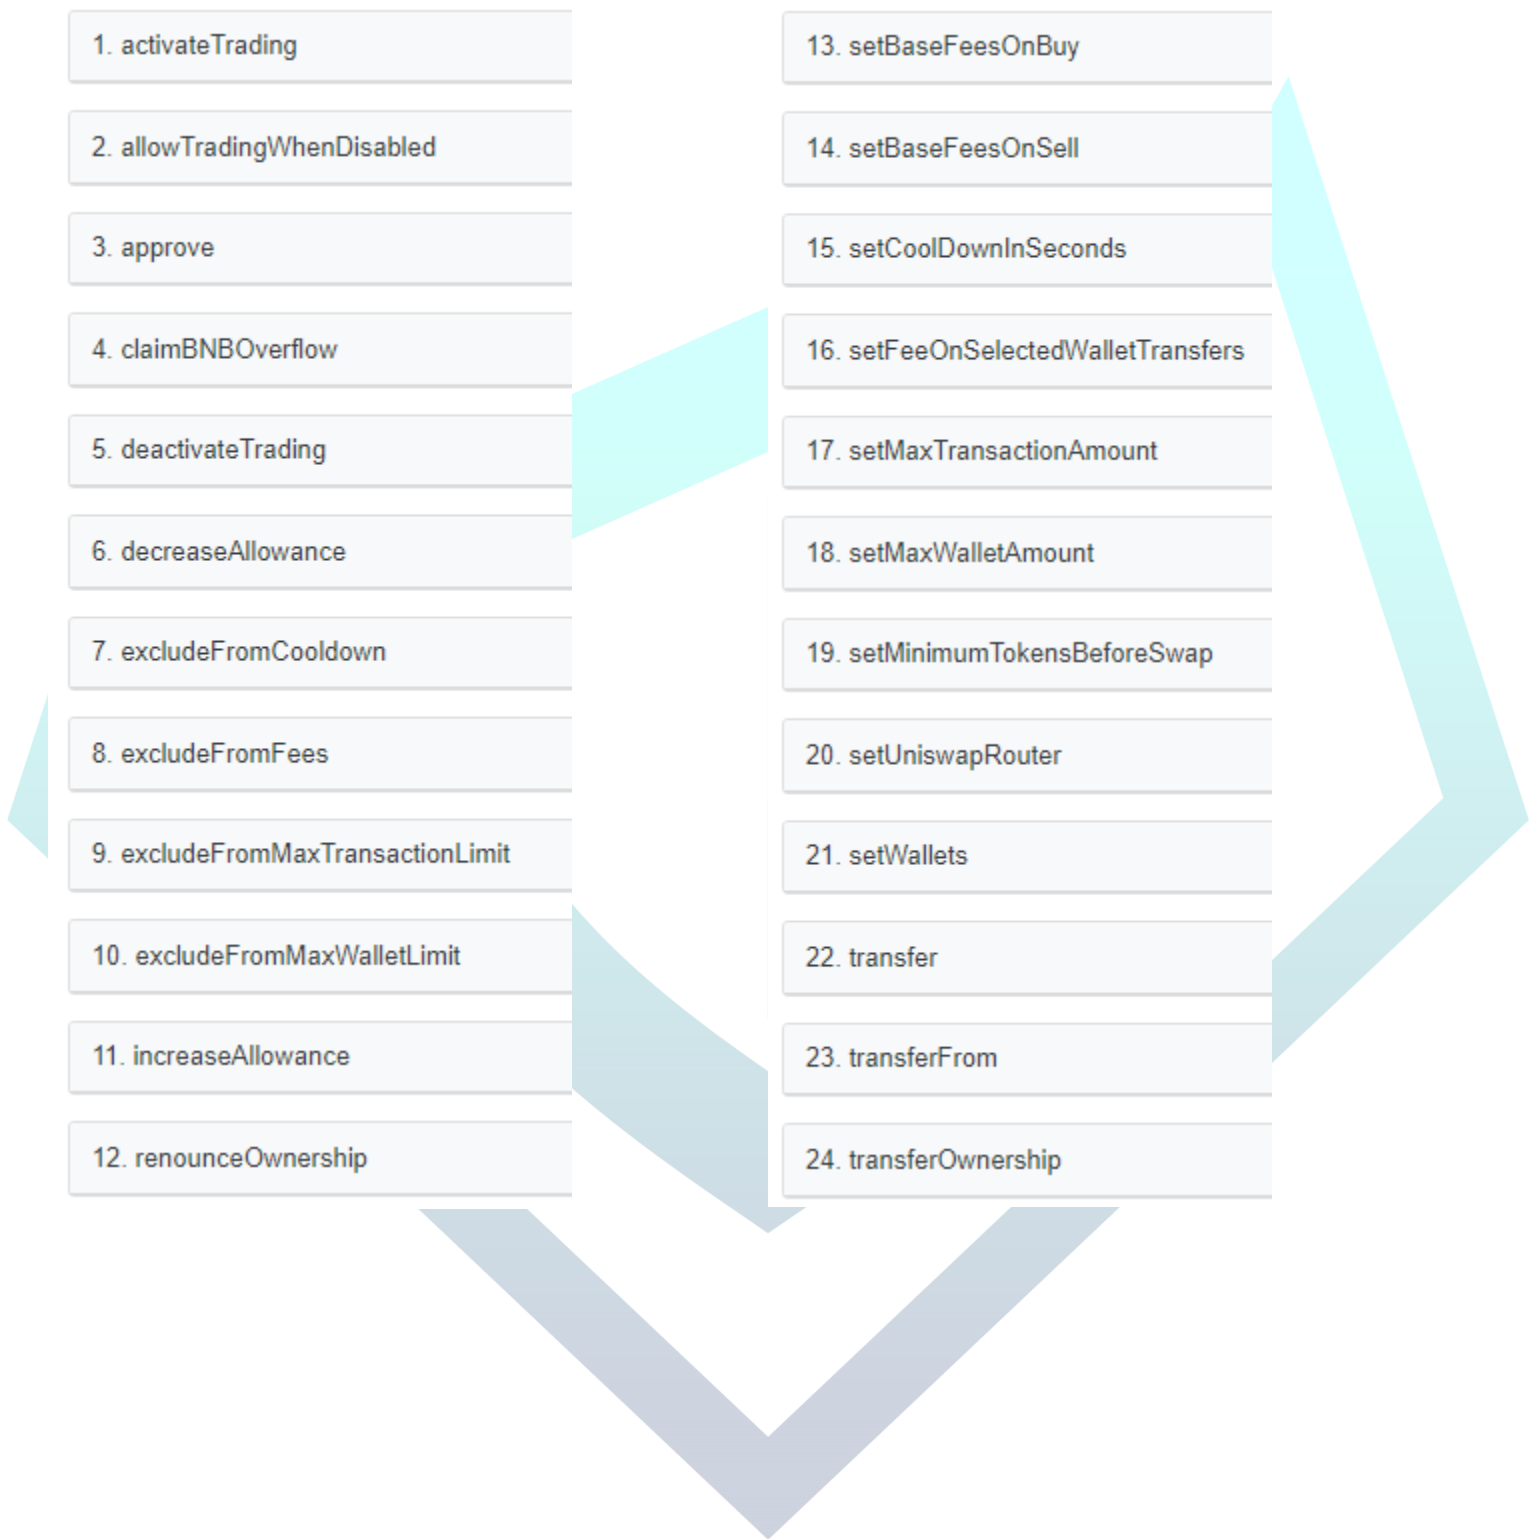 1. activateTrading
2. allowTradingWhenDisabled
3. approve
4. claimBNBOverflow
5. deactivateTrading
6. decreaseAllowance
7. excludeFromCooldown
8. excludeFromFees
9. excludeFromMaxTransactionLimit
10. excludeFromMaxWalletLimit
11. increaseAllowance
12. renounceOwnership
13. setBaseFeesOnBuy
14. setBaseFeesOnSell
15. setCoolDownInSeconds
16. setFeeOnSelectedWalletTransfers
17. setMaxTransactionAmount
18. setMaxWalletAmount
19. setMinimumTokensBeforeSwap
20. setUniswapRouter
21. setWallets
22. transfer
23. transferFrom
24. transferOwnership